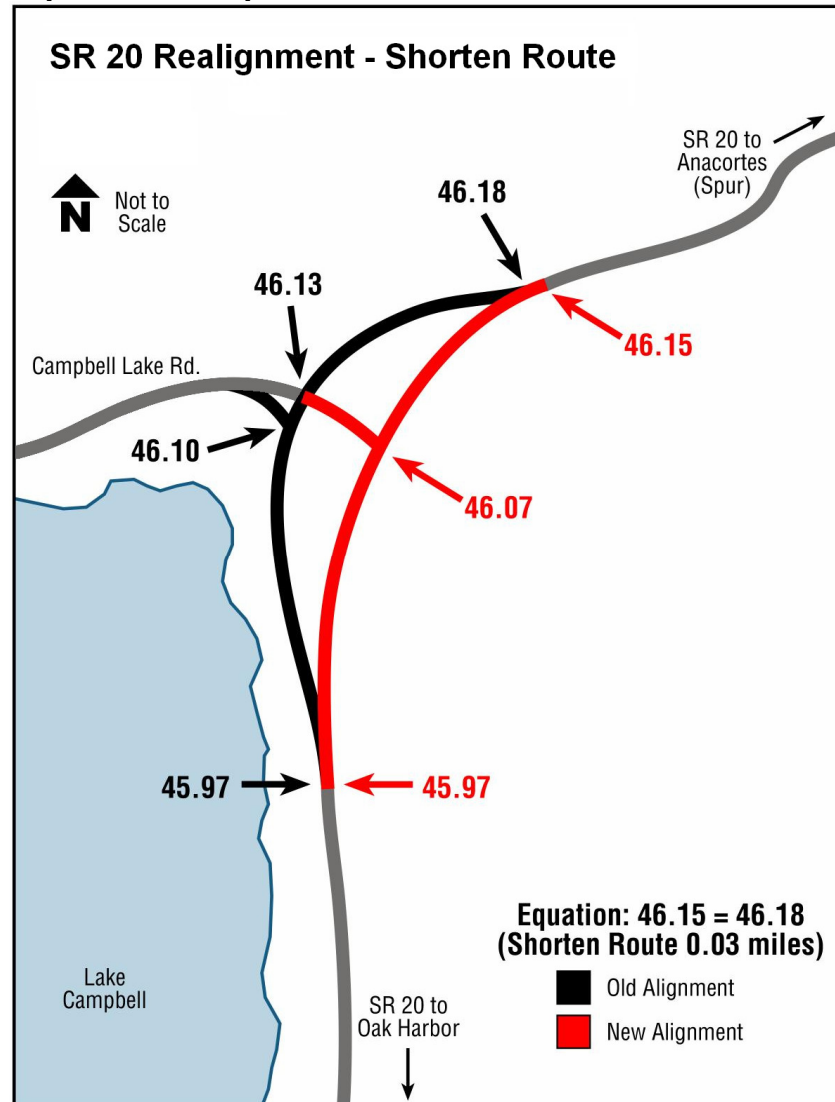 SR 20 Realignment - Shorten Route
SR 20 to
Anacortes
(Spur)
N
Not to
Scale
46.18
46.13
46.15
Campbell Lake Rd.
46.10
46.07
45.97
45.97
Equation: 46.15 = 46.18
(Shorten Route 0.03 miles)
Old Alignment
New Alignment
Lake
Campbell
SR 20 to
Oak Harbor